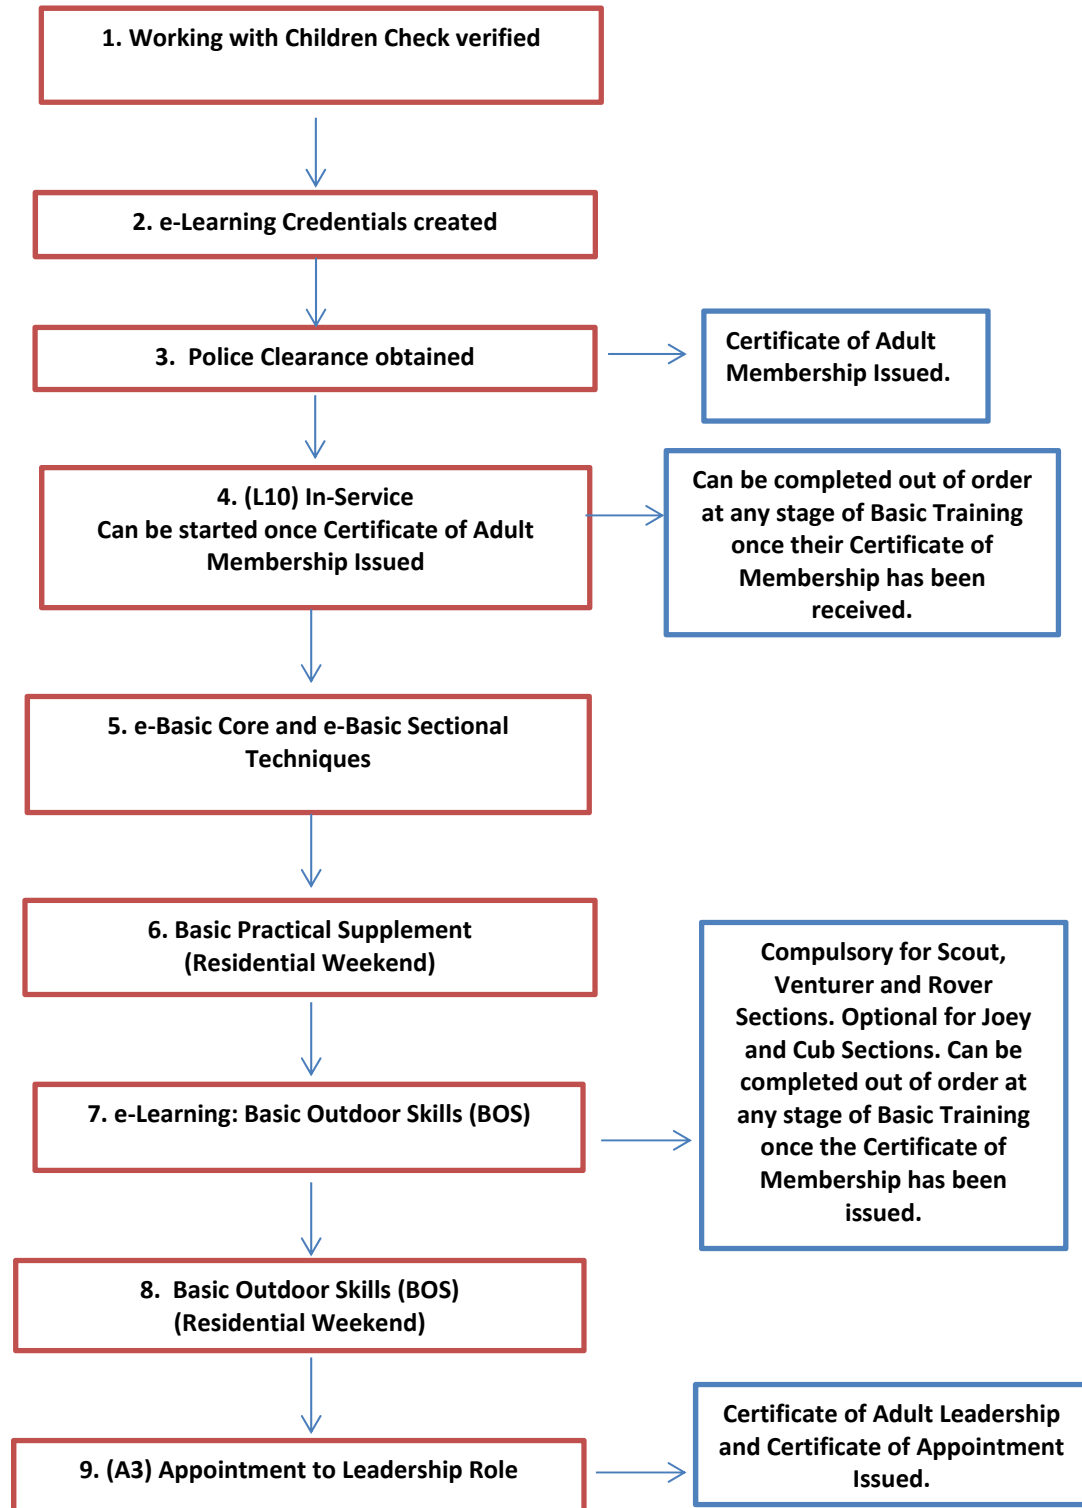 1. Working with Children Check verified
2. e-Learning Credentials created
3. Police Clearance obtained
Certificate of Adult
Membership Issued.
4. (L10) In-Service
Can be started once Certificate of Adult
Membership Issued
Can be completed out of order
at any stage of Basic Training
once their Certificate of
Membership has been
received.
5. e-Basic Core and e-Basic Sectional
Techniques
6. Basic Practical Supplement
(Residential Weekend)
7. e-Learning: Basic Outdoor Skills (BOS)
Compulsory for Scout,
Venturer and Rover
Sections. Optional for Joey
and Cub Sections. Can be
completed out of order at
any stage of Basic Training
once the Certificate of
Membership has been
issued.
8. Basic Outdoor Skills (BOS)
(Residential Weekend)
9. (A3) Appointment to Leadership Role
Certificate of Adult Leadership
and Certificate of Appointment
Issued.